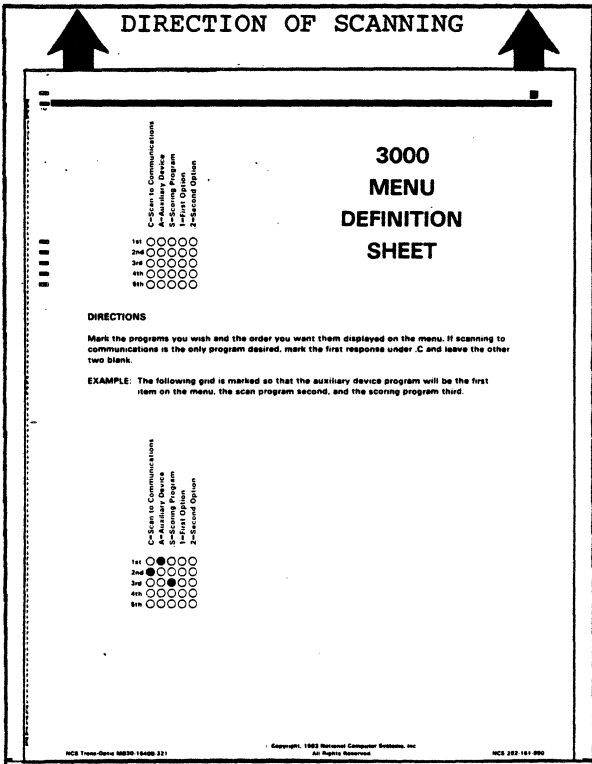 DIRECTION OF SCANNING
3000
MENU
DEFINITION
SHEET
C=Scan to Communications
A=Auxiliary Device
S=Scoring Program
1=First Option
2=Second Option
1st
2nd
3rd
4th
5th
DIRECTIONS
Mark the programs you wish and the order you want them displayed on the menu. If scanning to
communications is the only program desired, mark the first response under C and leave the other
two blank.
EXAMPLE: The following grid is marked so that the auxiliary device program will be the first
item on the menu, the scan program second, and the scoring program third.
C=Scan to Communications
A=Auxiliary Device
S=Scoring Program
1=First Option
2=Second Option
1st
2nd
3rd
4th
5th
Copyright, 1983 National Computer Systems, Inc
All Rights Reserved
NCS Trans-Optic
NCS 202-161-990